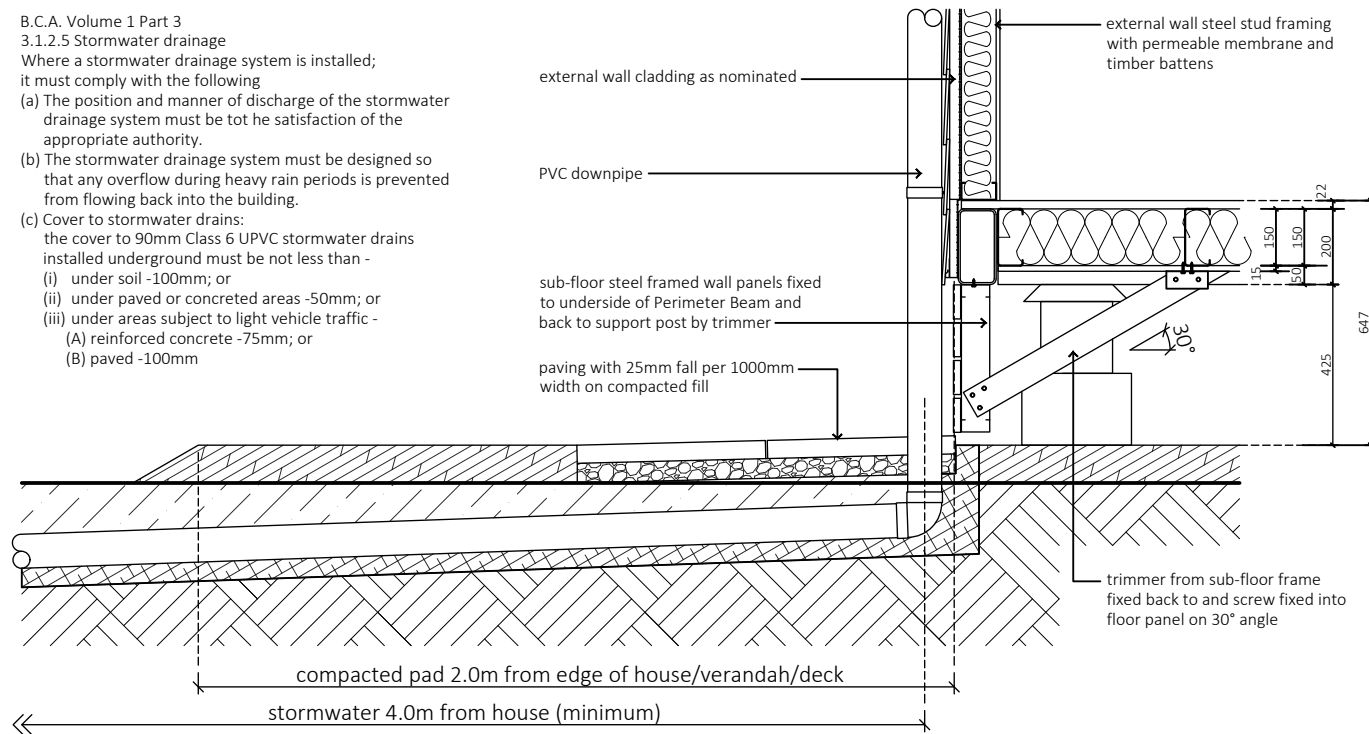 B.C.A. Volume 1 Part 3
3.1.2.5 Stormwater drainage
Where a stormwater drainage system is installed;
it must comply with the following
(a) The position and manner of discharge of the stormwater
drainage system must be tot he satisfaction of the
appropriate authority.
(b) The stormwater drainage system must be designed so
that any overflow during heavy rain periods is prevented
from flowing back into the building.
(c) Cover to stormwater drains:
the cover to 90mm Class 6 UPVC stormwater drains
installed underground must be not less than -
(i) under soil -100mm; or
(ii) under paved or concreted areas -50mm; or
(iii) under areas subject to light vehicle traffic -
(A) reinforced concrete -75mm; or
(B) paved -100mm
external wall cladding as nominated
PVC downpipe
sub-floor steel framed wall panels fixed
to underside of Perimeter Beam and
back to support post by trimmer
paving with 25mm fall per 1000mm
width on compacted fill
external wall steel stud framing
with permeable membrane and
timber battens
22
150
150
200
15
50
647
425
30°
trimmer from sub-floor frame
fixed back to and screw fixed into
floor panel on 30° angle
compacted pad 2.0m from edge of house/verandah/deck
stormwater 4.0m from house (minimum)